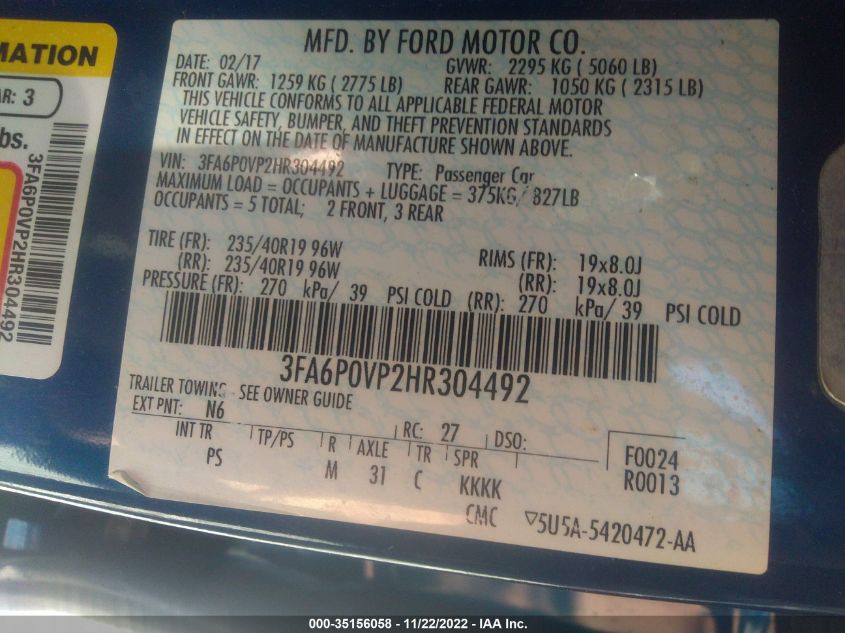 MATION
AR: 3
bs.
3FA6P0VP2HR304492
MFD. BY FORD MOTOR CO.
DATE: 02/17 GVWR: 2295 KG ( 5060 LB)
FRONT GAWR: 1259 KG ( 2775 LB) REAR GAWR: 1050 KG ( 2315 LB)
THIS VEHICLE CONFORMS TO ALL APPLICABLE FEDERAL MOTOR
VEHICLE SAFETY, BUMPER, AND THEFT PREVENTION STANDARDS
IN EFFECT ON THE DATE OF MANUFACTURE SHOWN ABOVE.
VIN: 3FA6P0VP2HR304492 TYPE: Passenger Car
MAXIMUM LOAD = OCCUPANTS + LUGGAGE = 375KG/ 827LB
OCCUPANTS = 5 TOTAL; 2 FRONT, 3 REAR
TIRE (FR): 235/40R19 96W RIMS (FR): 19x8.0J
(RR): 235/40R19 96W (RR): 19x8.0J
PRESSURE (FR): 270 kPa/ 39 PSI COLD (RR): 270 kPa/ 39 PSI COLD
3FA6P0VP2HR304492
TRAILER TOWING - SEE OWNER GUIDE
EXT PNT: N6 RC: 27 DSO:
INT TR TP/PS R AXLE TR SPR F0024
PS M 31 C KKKK R0013
CMC ▽5U5A-5420472-AA
000-35156058 - 11/22/2022 - IAA Inc.